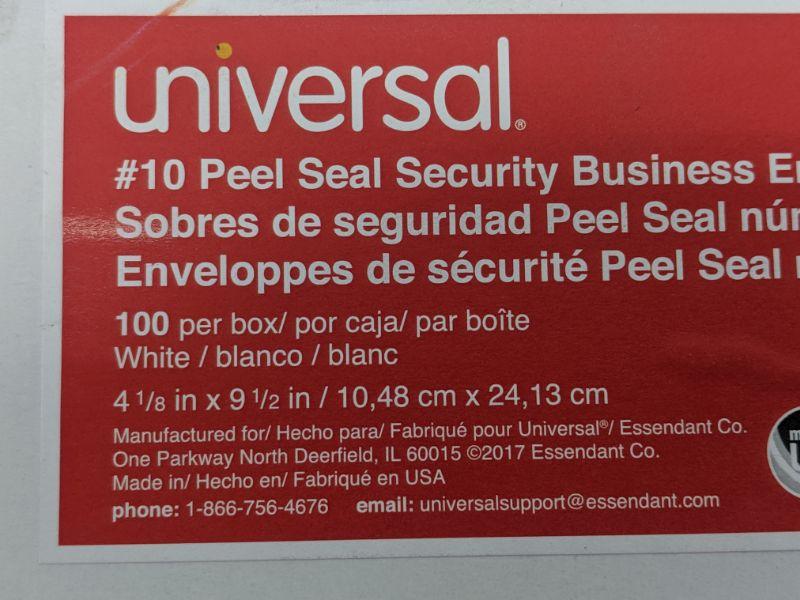 universal®
#10 Peel Seal Security Business
Sobres de seguridad Peel Seal
Enveloppes de sécurité Peel Seal
100 per box/ por caja/ par boîte
White / blanco / blanc
4 1/8 in x 9 1/2 in / 10,48 cm x 24,13 cm
Manufactured for/ Hecho para/ Fabriqué pour Universal®/ Essendant Co.
One Parkway North Deerfield, IL 60015 ©2017 Essendant Co.
Made in/ Hecho en/ Fabriqué en USA
phone: 1-866-756-4676 email: universalsupport@essendant.com